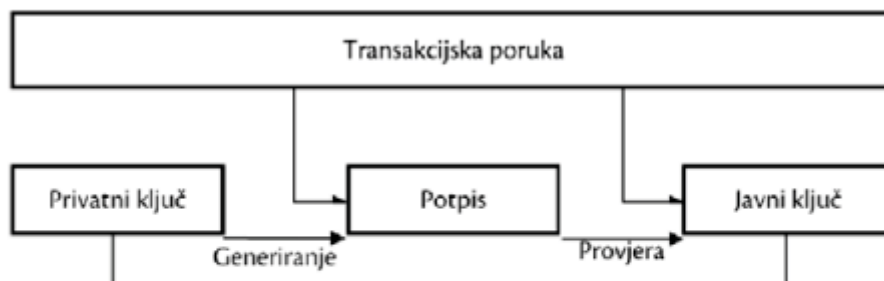 Transakcijska poruka
Privatni ključ
Potpis
Javni ključ
Generiranje
Provjera